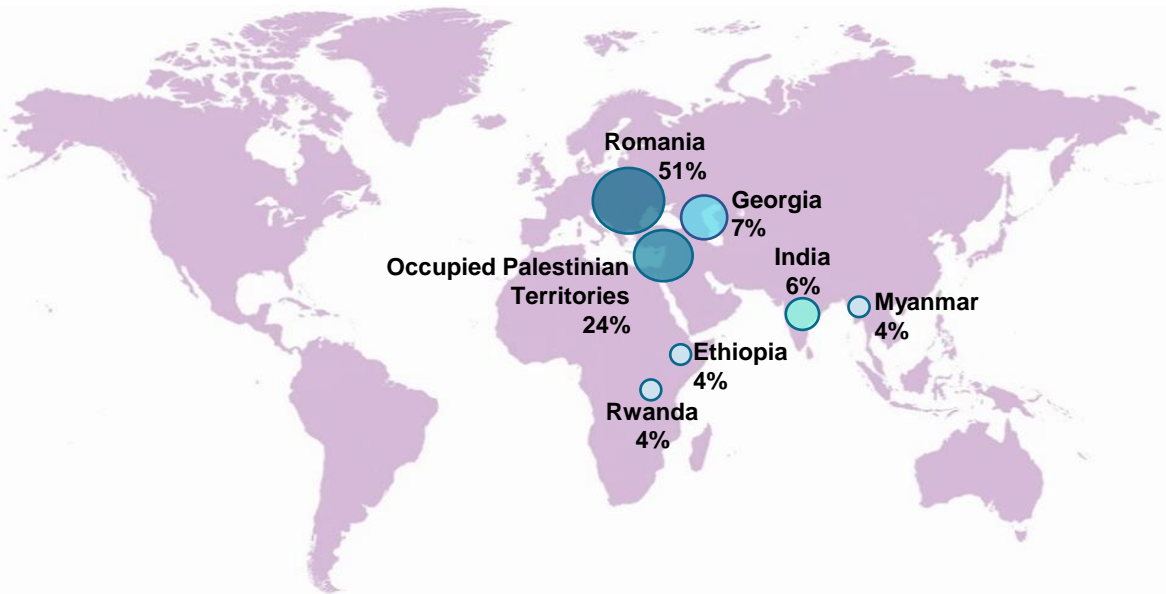 Romania
51%
Georgia
7%
Occupied Palestinian
Territories
24%
India
6%
Myanmar
4%
Ethiopia
4%
Rwanda
4%